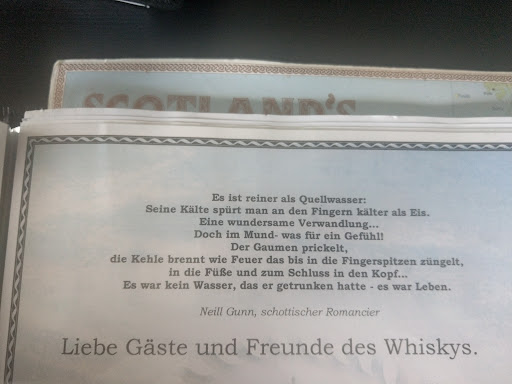 SCOTLAND'S
Es ist reiner als Quellwasser:
Seine Kälte spürt man an den Fingern kälter als Eis.
Eine wundersame Verwandlung...
Doch im Mund- was für ein Gefühl!
Der Gaumen prickelt,
die Kehle brennt wie Feuer das bis in die Fingerspitzen züngelt,
in die Füße und zum Schluss in den Kopf...
Es war kein Wasser, das er getrunken hatte - es war Leben.
Neill Gunn, schottischer Romancier
Liebe Gäste und Freunde des Whiskys.